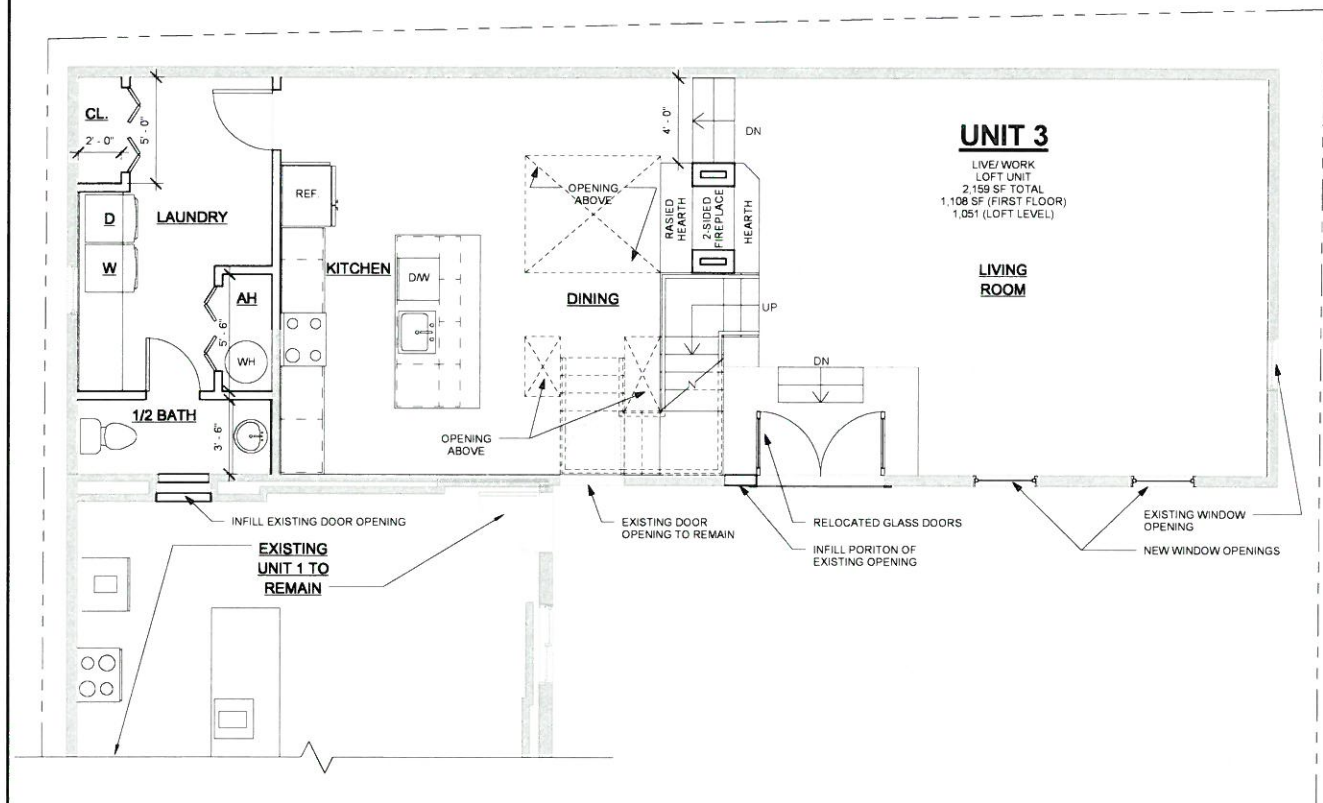 CL.
2' - 0"
5' - 0"
D
W
LAUNDRY
AH
5' - 6"
WH
1/2 BATH
3' - 6"
REF.
KITCHEN
D/W
OPENING
ABOVE
DINING
4' - 0"
DN
RASIED
HEARTH
2-SIDED
FIREPLACE
HEARTH
UP
DN
UNIT 3
LIVE/ WORK
LOFT UNIT
2,159 SF TOTAL
1,108 SF (FIRST FLOOR)
1,051 (LOFT LEVEL)
LIVING
ROOM
OPENING
ABOVE
INFILL EXISTING DOOR OPENING
EXISTING
UNIT 1 TO
REMAIN
EXISTING DOOR
OPENING TO REMAIN
RELOCATED GLASS DOORS
INFILL PORITON OF
EXISTING OPENING
EXISTING WINDOW
OPENING
NEW WINDOW OPENINGS